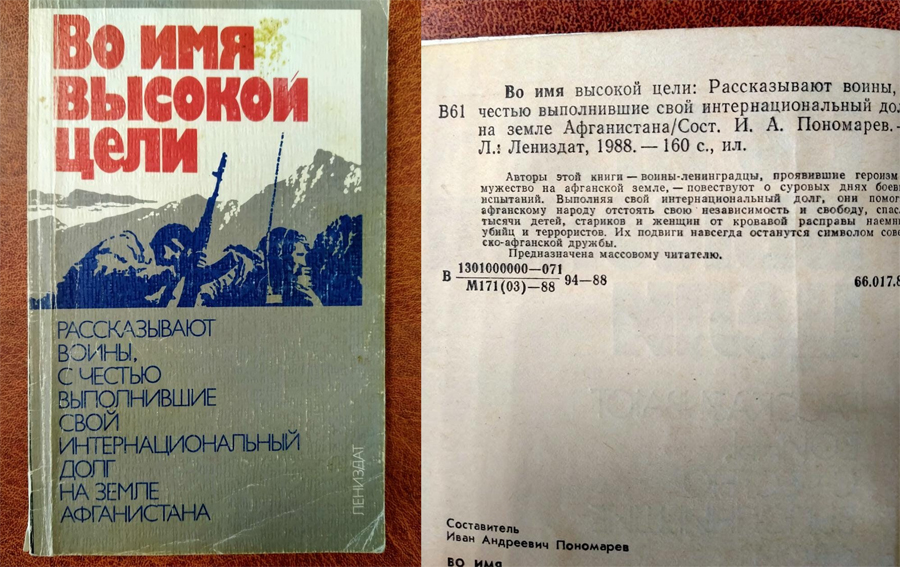 Во имя
высокой
цели
РАССКАЗЫВАЮТ
ВОИНЫ,
С ЧЕСТЬЮ
ВЫПОЛНИВШИЕ
СВОЙ
ИНТЕРНАЦИОНАЛЬНЫЙ
ДОЛГ
НА ЗЕМЛЕ
АФГАНИСТАНА
ЛЕНИЗДАТ
Во имя высокой цели: Рассказывают воины,
В61 честью выполнившие свой интернациональный дол
на земле Афганистана/Сост. И. А. Пономарев.—
Л.: Лениздат, 1988. — 160 с., ил.
Авторы этой книги — воины-ленинградцы, проявившие героизм
мужество на афганской земле, — повествуют о суровых днях боев
испытаний. Выполняя свой интернациональный долг, они помог
афганскому народу отстоять свою независимость и свободу, спас
тысячи детей, стариков и женщин от кровавой расправы наемн
убийц и террористов. Их подвиги навсегда останутся символом сове
ско-афганской дружбы.
Предназначена массовому читателю.
В 1301000000—071
М171(03)—88 94—88 66.017.8
Составитель
Иван Андреевич Пономарев
ВО ИМЯ